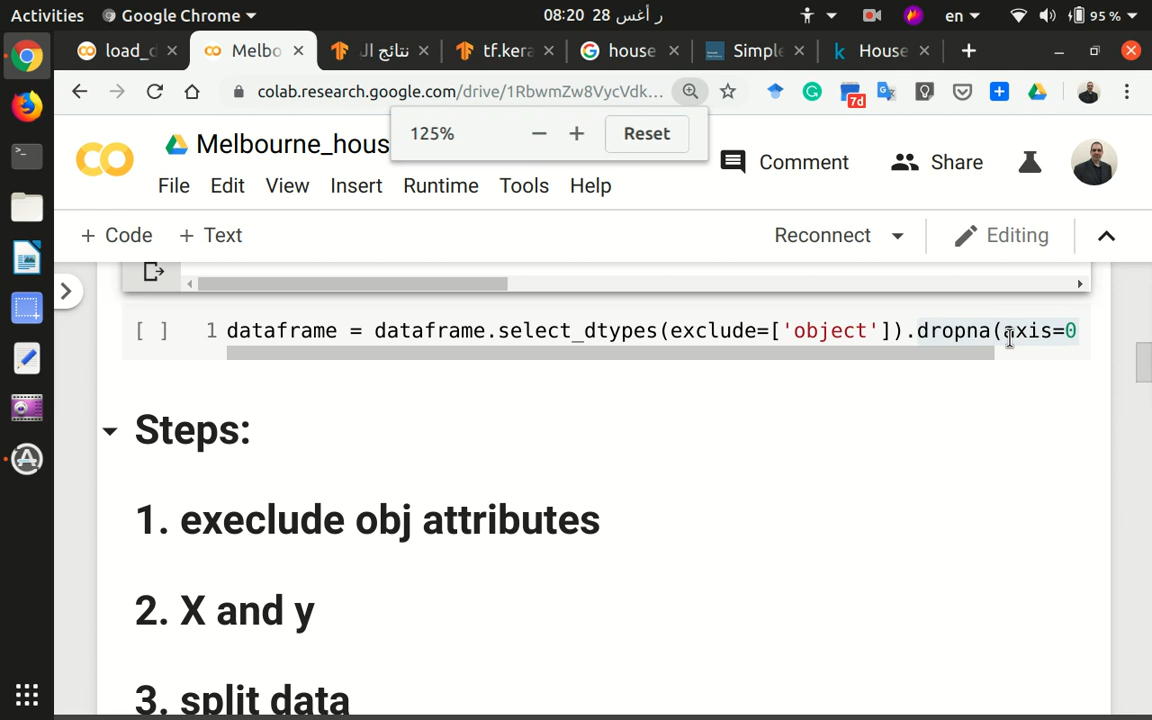 Activities Google Chrome 08:20 28 ر أغس en 95 %
load_d Melbo نتائج ال tf.kera house Simple House
colab.research.google.com/drive/1RbwmZw8VycVdk...
7d
125% Reset
Melbourne_hous
Comment Share
File Edit View Insert Runtime Tools Help
+ Code + Text Reconnect Editing
[ ] 1 dataframe = dataframe.select_dtypes(exclude=['object']).dropna(axis=0
Steps:
1. execlude obj attributes
2. X and y
3. split data